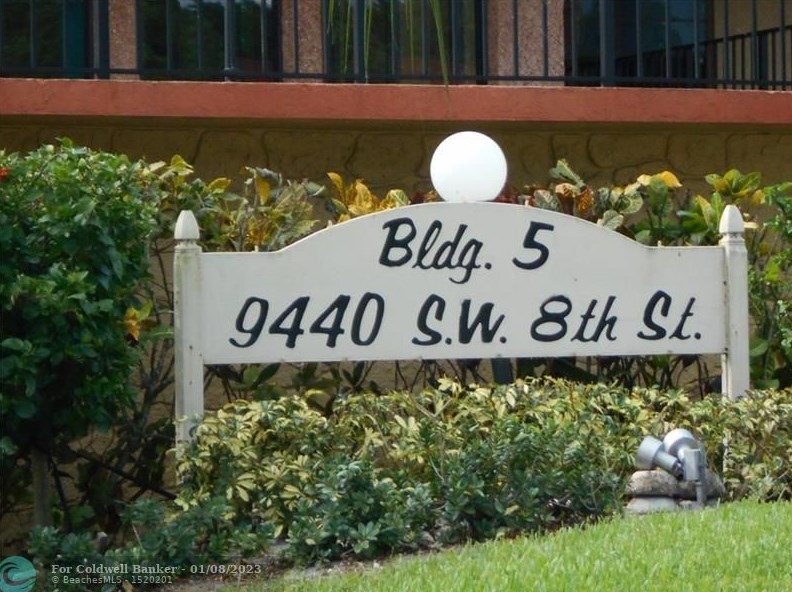 Bldg. 5
9440 S.W. 8th St.
For Coldwell Banker - 01/08/2023
© BeachesMLS - 1520201